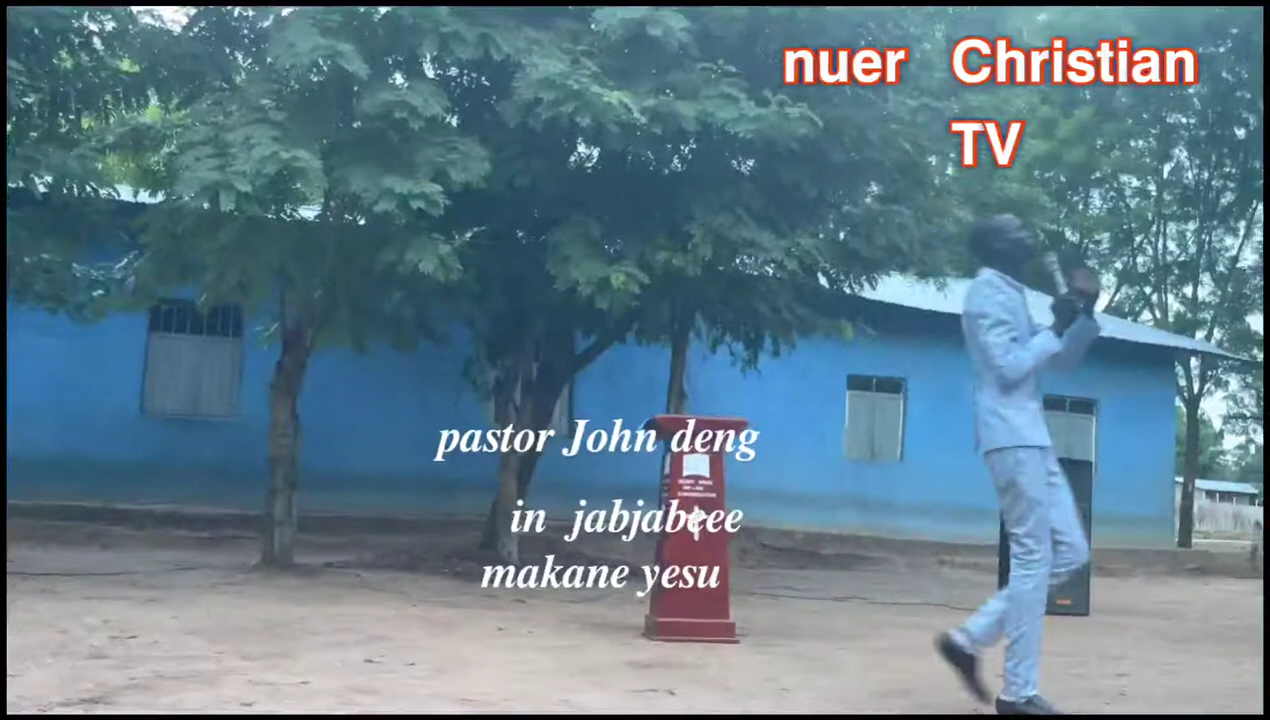 nuer Christian
TV
pastor John deng
in jabjabeee
makane yesu